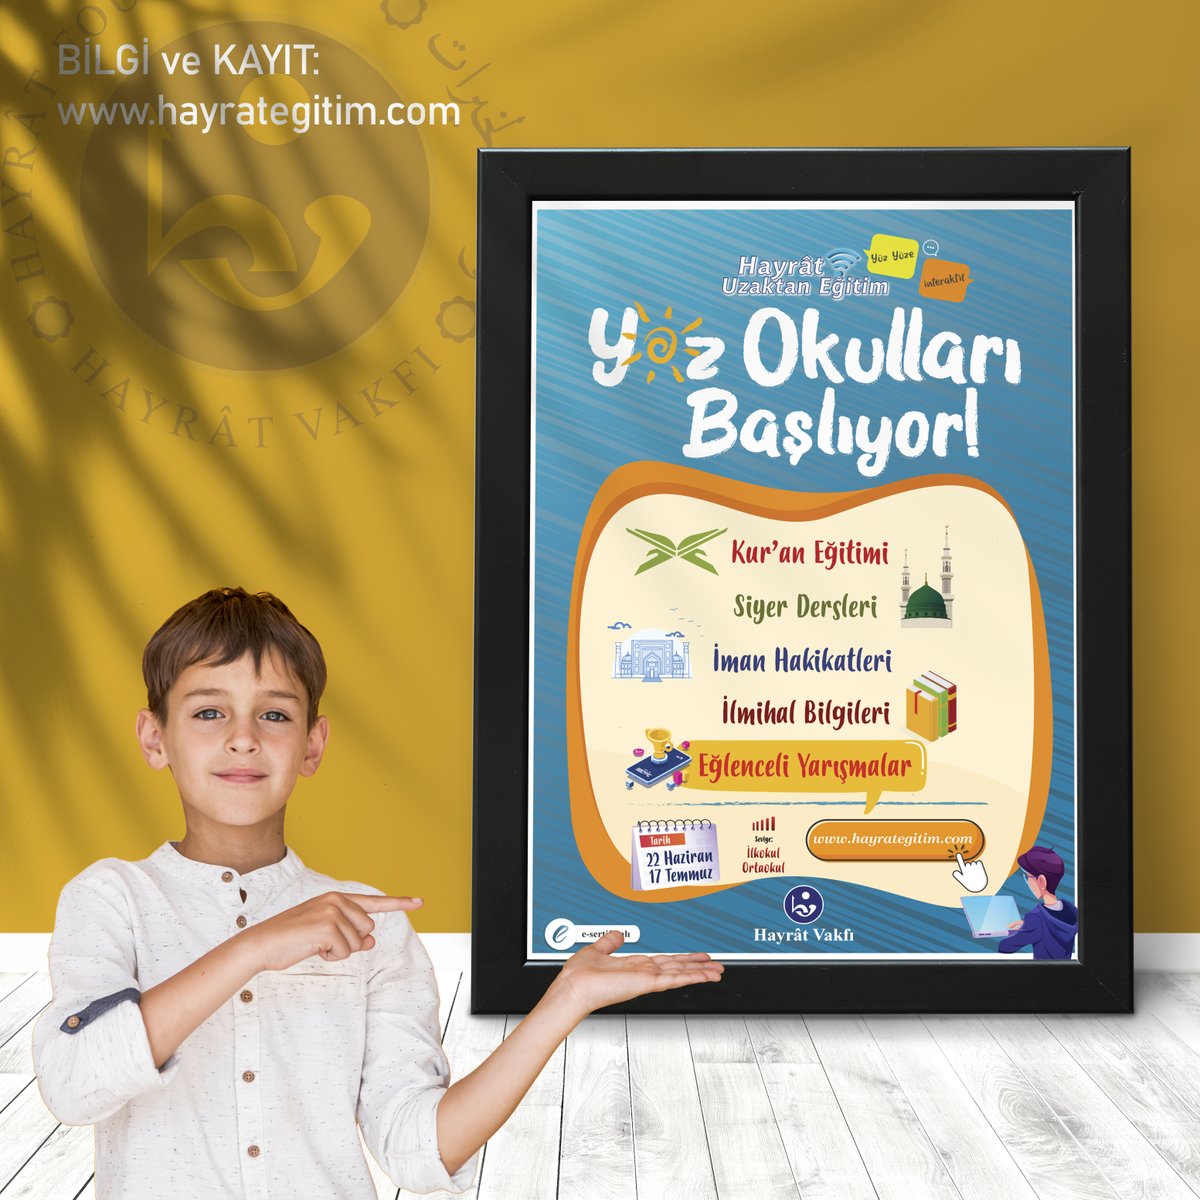 BİLGİ ve KAYIT:
www.hayrategitim.com
HAYRÂT VAKFI
Hayrât
Uzaktan Eğitim
Yüz Yüze
interaktif
Yaz Okulları
Başlıyor!
Kur'an Eğitimi
Siyer Dersleri
İman Hakikatleri
İlmihal Bilgileri
Eğlenceli Yarışmalar
Tarih
22 Haziran
17 Temmuz
Seviye:
İlkokul
Ortaokul
www.hayrategitim.com
Hayrât Vakfı
e